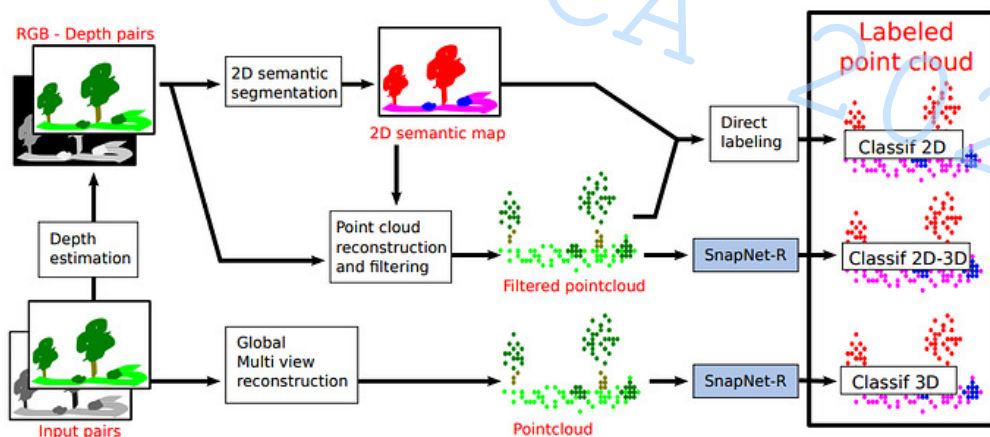 RGB - Depth pairs
2D semantic
segmentation
2D semantic map
Depth
estimation
Point cloud
reconstruction
and filtering
Filtered pointcloud
Direct
labeling
SnapNet-R
Labeled
point cloud
Classif 2D
Classif 2D-3D
Classif 3D
Input pairs
Global
Multi view
reconstruction
Pointcloud
SnapNet-R
CA 202